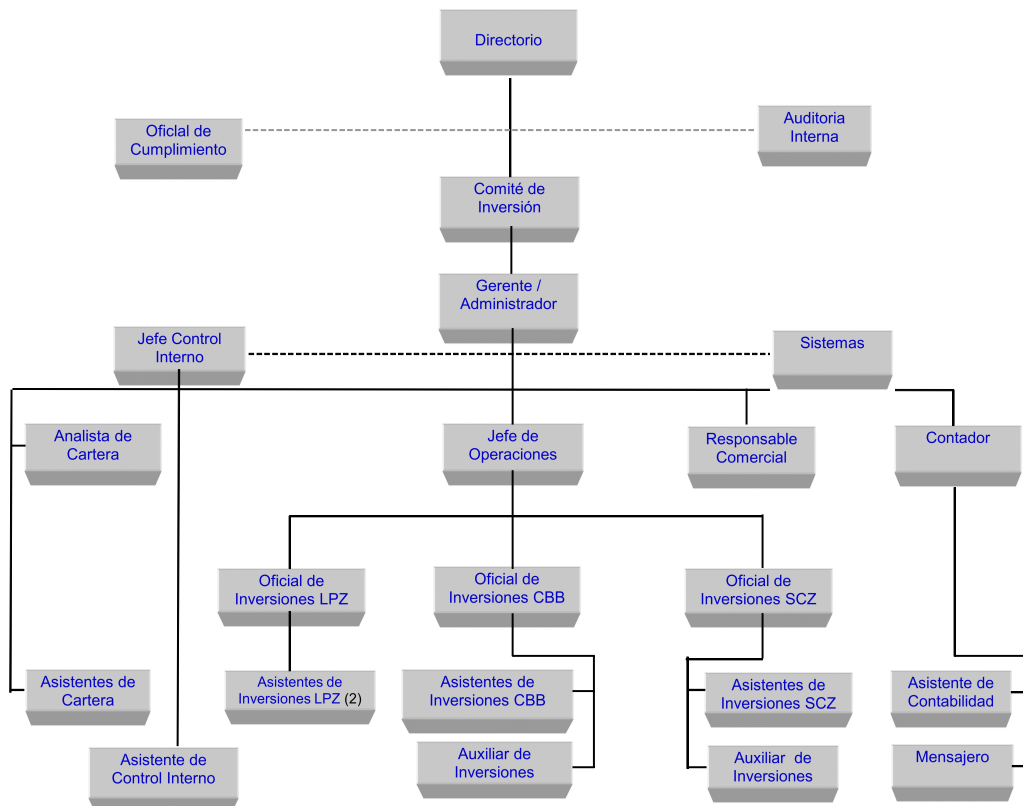 Directorio
Oficlal de
Cumplimiento
Auditoria
Interna
Comité de
Inversión
Gerente /
Administrador
Jefe Control
Interno
Sistemas
Analista de
Cartera
Jefe de
Operaciones
Responsable
Comercial
Contador
Oficial de
Inversiones LPZ
Oficial de
Inversiones CBB
Oficial de
Inversiones SCZ
Asistentes de
Cartera
Asistentes de
Inversiones LPZ (2)
Asistentes de
Inversiones CBB
Asistentes de
Inversiones SCZ
Asistente de
Contabilidad
Asistente de
Control Interno
Auxiliar de
Inversiones
Auxiliar de
Inversiones
Mensajero